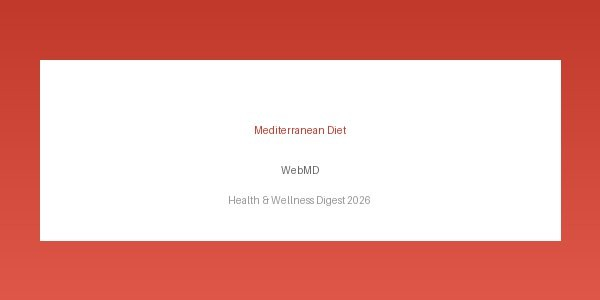 Mediterranean Diet
WebMD
Health & Wellness Digest 2026